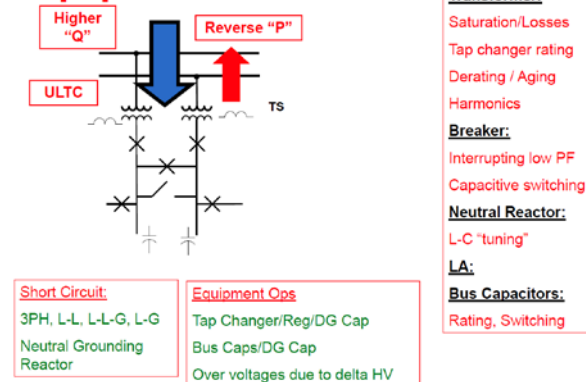 Higher
"Q"
Reverse "P"
ULTC
TS
Saturation/Losses
Tap changer rating
Derating / Aging
Harmonics
Breaker:
Interrupting low PF
Capacitive switching
Neutral Reactor:
L-C "tuning"
LA:
Bus Capacitors:
Rating, Switching
Short Circuit:
3PH, L-L, L-L-G, L-G
Neutral Grounding
Reactor
Equipment Ops
Tap Changer/Reg/DG Cap
Bus Caps/DG Cap
Over voltages due to delta HV